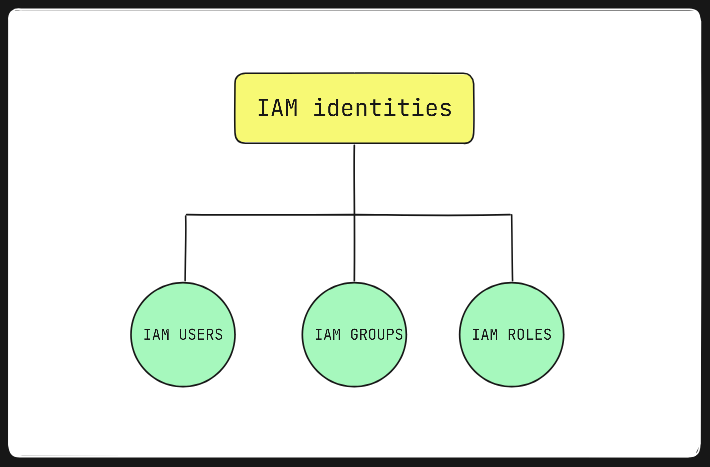 IAM identities
IAM USERS
IAM GROUPS
IAM ROLES